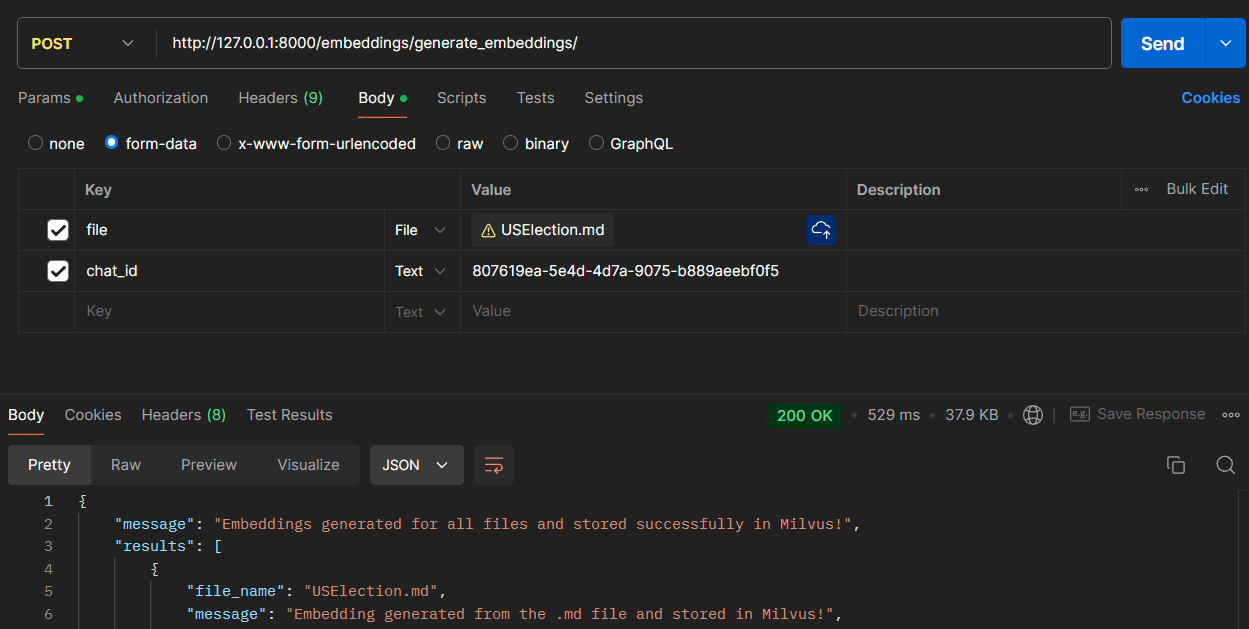 POST http://127.0.0.1:8000/embeddings/generate_embeddings/ Send
Params Authorization Headers (9) Body Scripts Tests Settings Cookies
none form-data x-www-form-urlencoded raw binary GraphQL
Key Value Description Bulk Edit
file File USElection.md
chat_id Text 807619ea-5e4d-4d7a-9075-b889aeebf0f5
Key Text Value Description
Body Cookies Headers (8) Test Results 200 OK 529 ms 37.9 KB e.g. Save Response
Pretty Raw Preview Visualize JSON
1 {
2 "message": "Embeddings generated for all files and stored successfully in Milvus!",
3 "results": [
4 {
5 "file_name": "USElection.md",
6 "message": "Embedding generated from the .md file and stored in Milvus!",